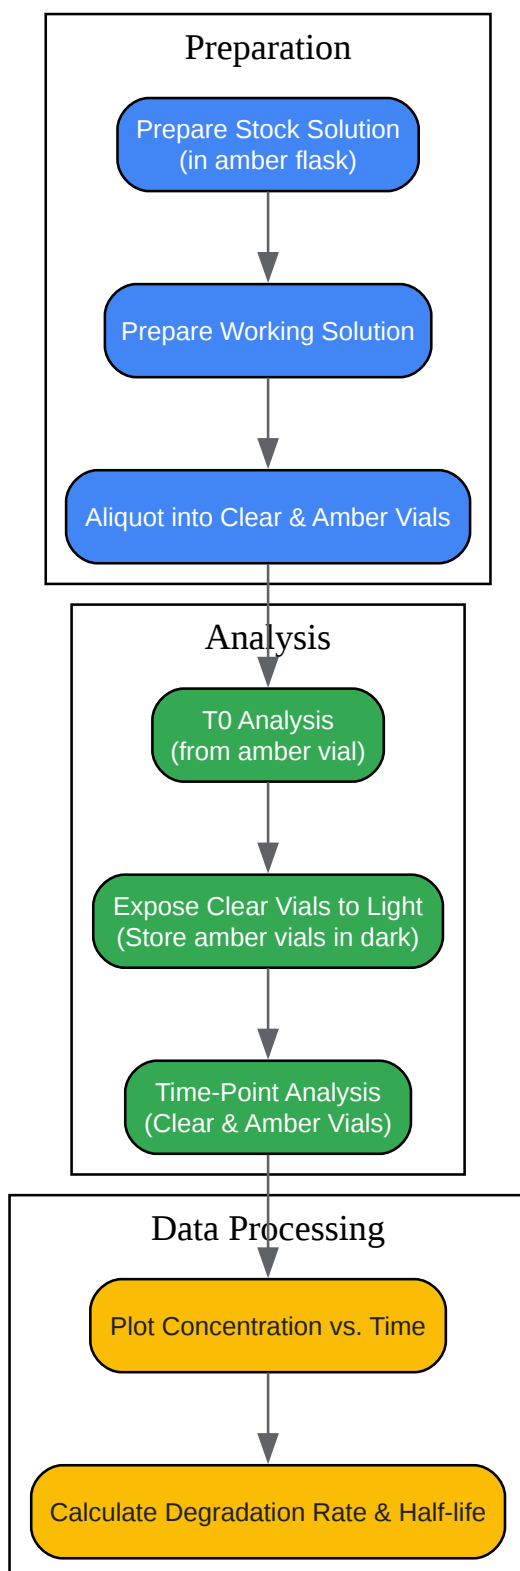 Preparation
Prepare Stock Solution
(in amber flask)
Prepare Working Solution
Aliquot into Clear & Amber Vials
Analysis
T0 Analysis
(from amber vial)
Expose Clear Vials to Light
(Store amber vials in dark)
Time-Point Analysis
(Clear & Amber Vials)
Data Processing
Plot Concentration vs. Time
Calculate Degradation Rate & Half-life